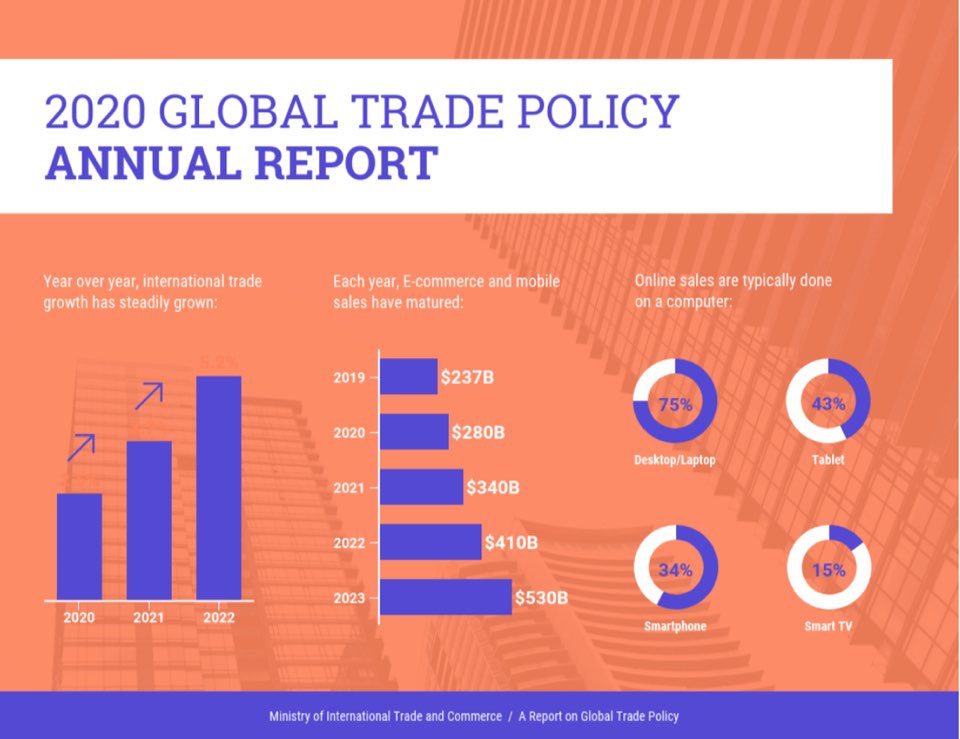 2020 GLOBAL TRADE POLICY
ANNUAL REPORT
Year over year, international trade
growth has steadily grown:
5.2%
2020
2021
2022
Each year, E-commerce and mobile
sales have matured:
2019
$237B
2020
$280B
2021
$340B
2022
$410B
2023
$530B
Online sales are typically done
on a computer:
75%
Desktop/Laptop
43%
Tablet
34%
Smartphone
15%
Smart TV
Ministry of International Trade and Commerce / A Report on Global Trade Policy